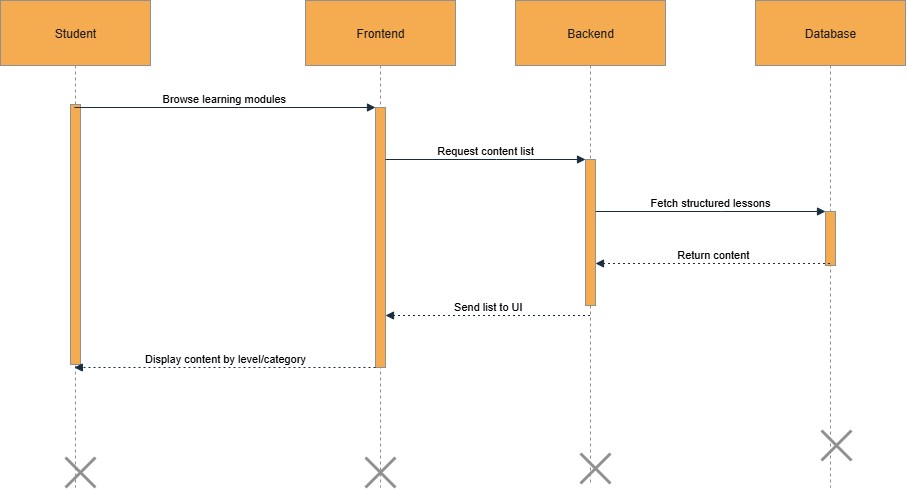 Student
Frontend
Backend
Database
Browse learning modules
Request content list
Fetch structured lessons
Return content
Send list to UI
Display content by level/category